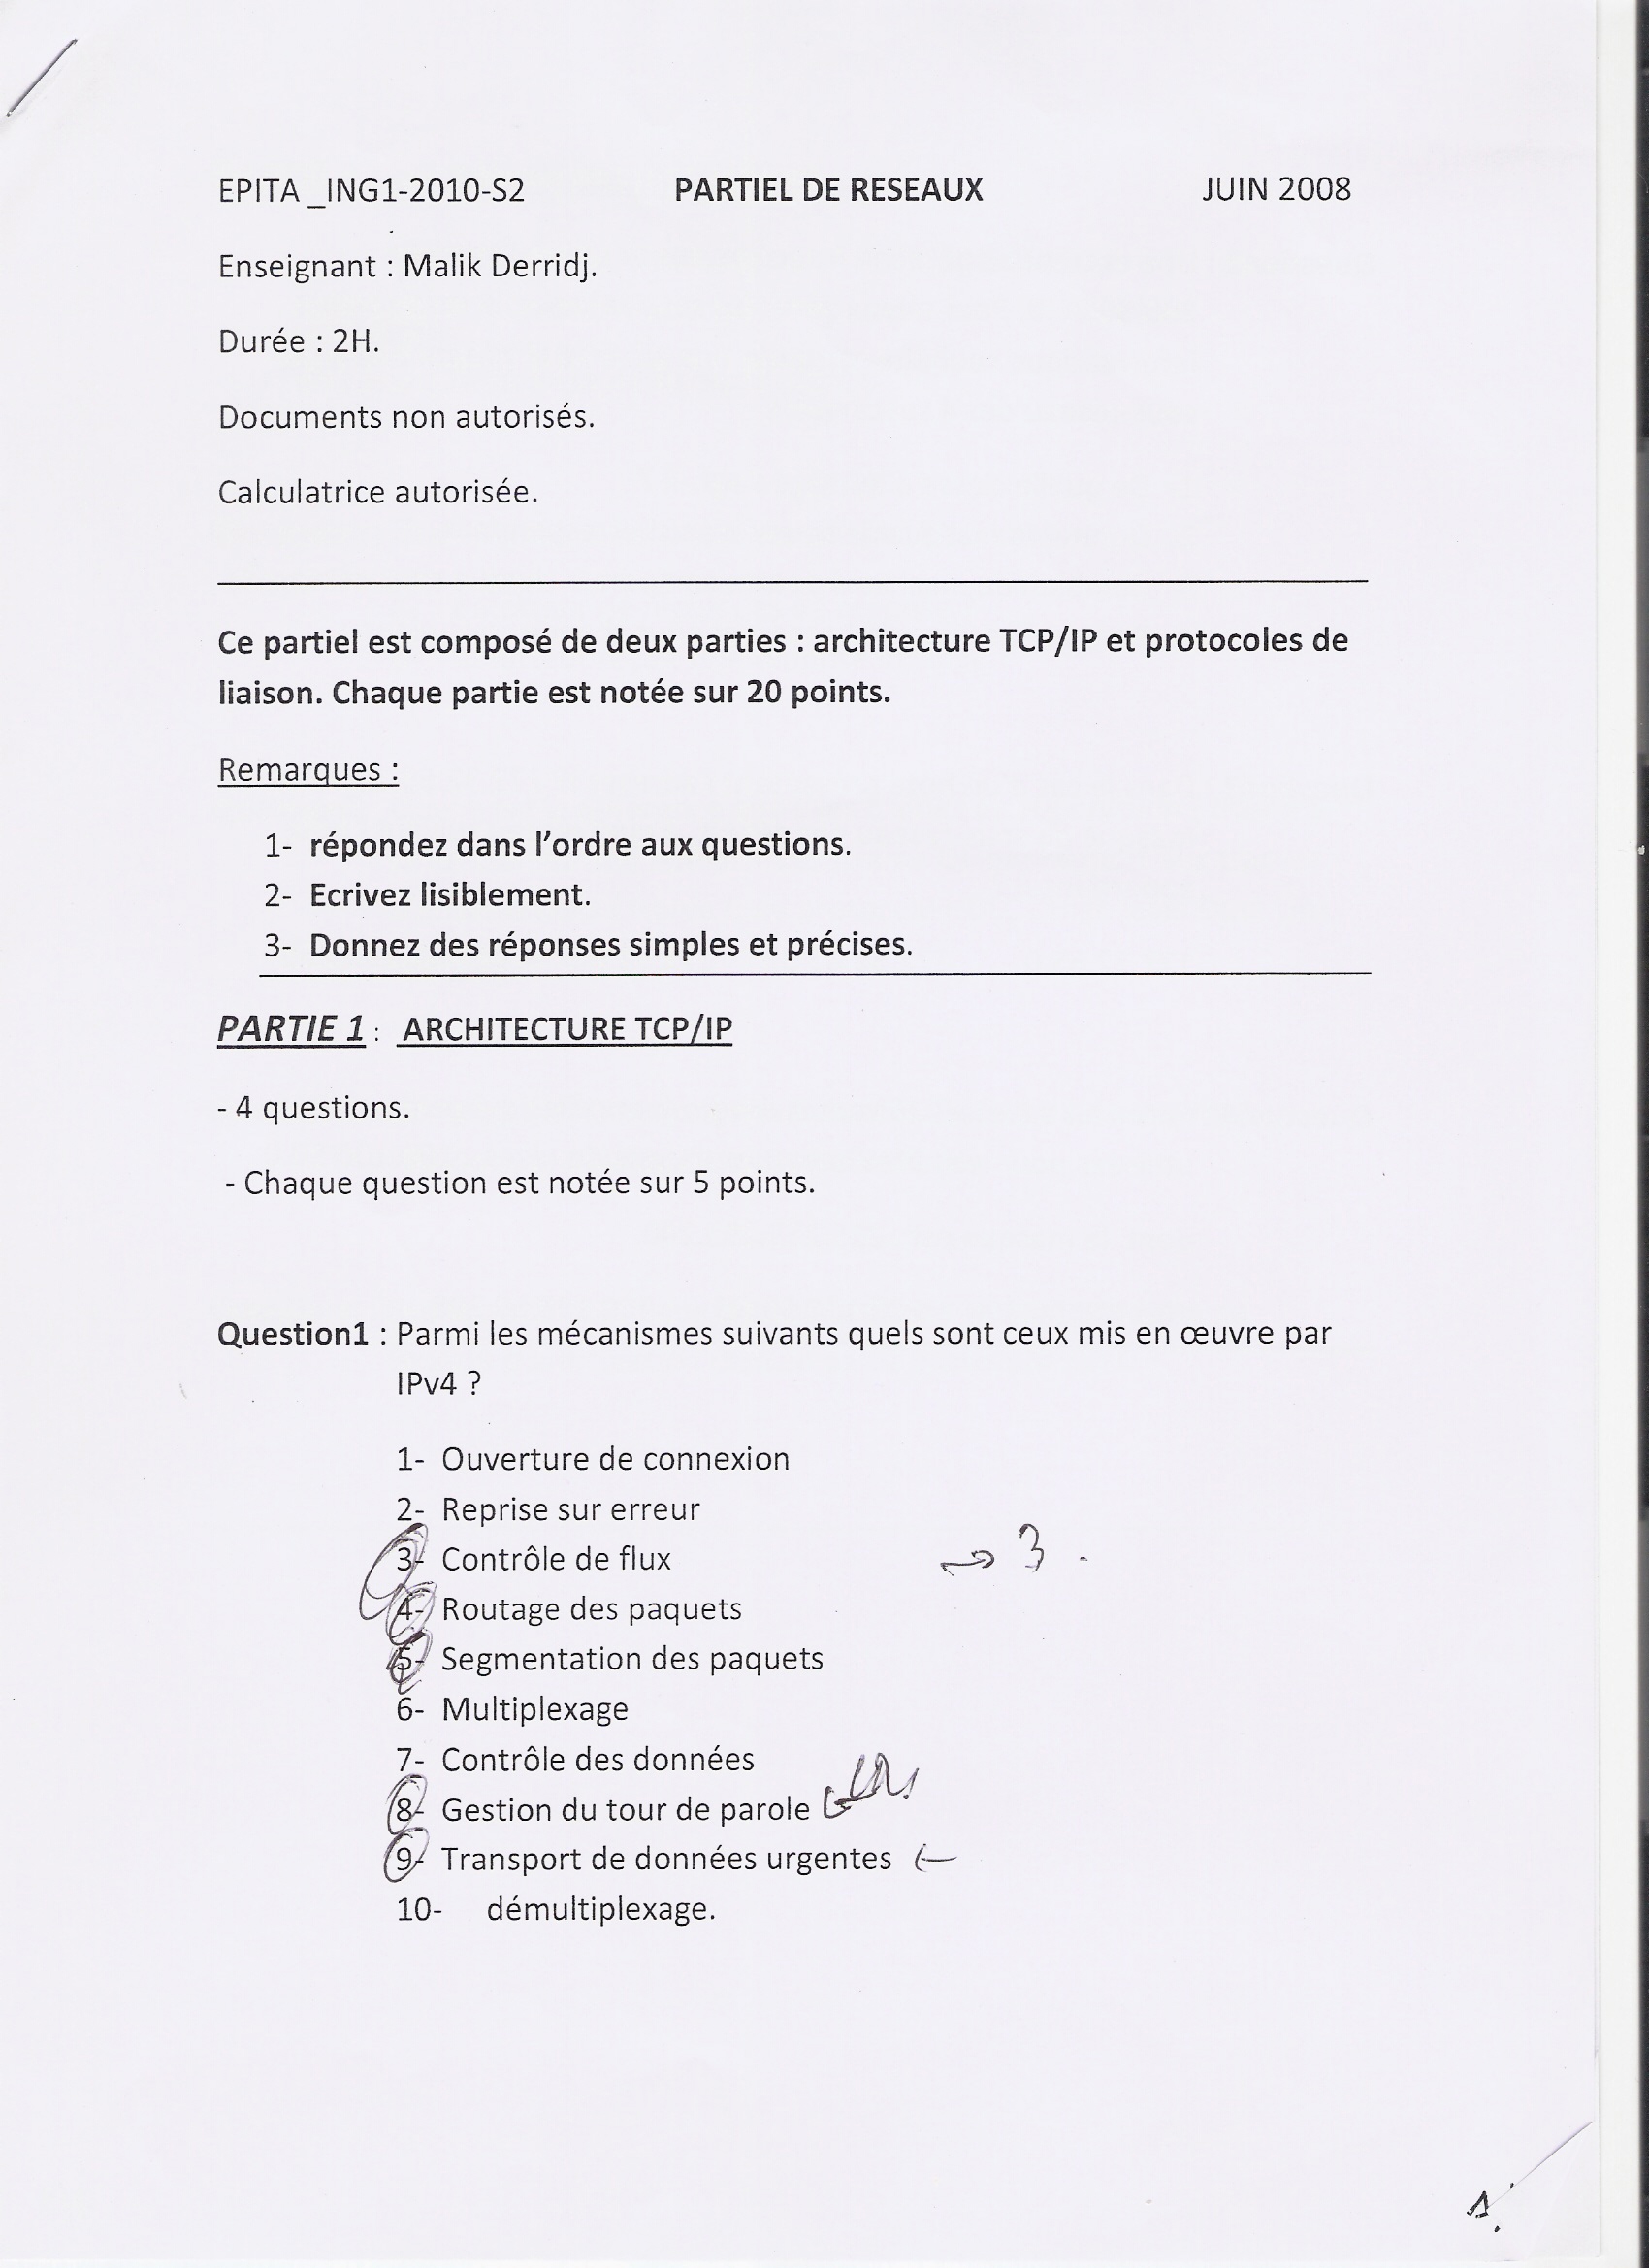 EPITA _ING1-2010-S2 PARTIEL DE RESEAUX JUIN 2008
Enseignant : Malik Derridj.
Durée : 2H.
Documents non autorisés.
Calculatrice autorisée.
Ce partiel est composé de deux parties : architecture TCP/IP et protocoles de
liaison. Chaque partie est notée sur 20 points.
Remarques :
1- répondez dans l’ordre aux questions.
2- Ecrivez lisiblement.
3- Donnez des réponses simples et précises.
PARTIE 1 : ARCHITECTURE TCP/IP
- 4 questions.
- Chaque question est notée sur 5 points.
Question1 : Parmi les mécanismes suivants quels sont ceux mis en œuvre par
IPv4 ?
1- Ouverture de connexion
2- Reprise sur erreur
3- Contrôle de flux → 3 .
4- Routage des paquets
5- Segmentation des paquets
6- Multiplexage
7- Contrôle des données
8- Gestion du tour de parole
9- Transport de données urgentes ←
10- démultiplexage.
1.